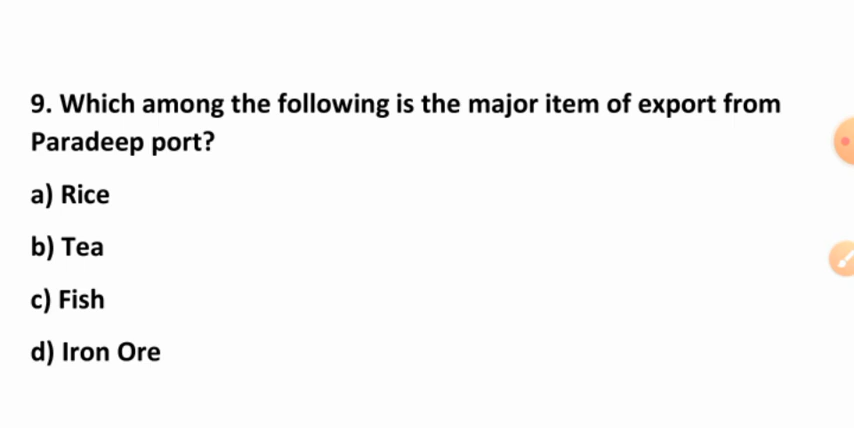 9. Which among the following is the major item of export from
Paradeep port?
a) Rice
b) Tea
c) Fish
d) Iron Ore